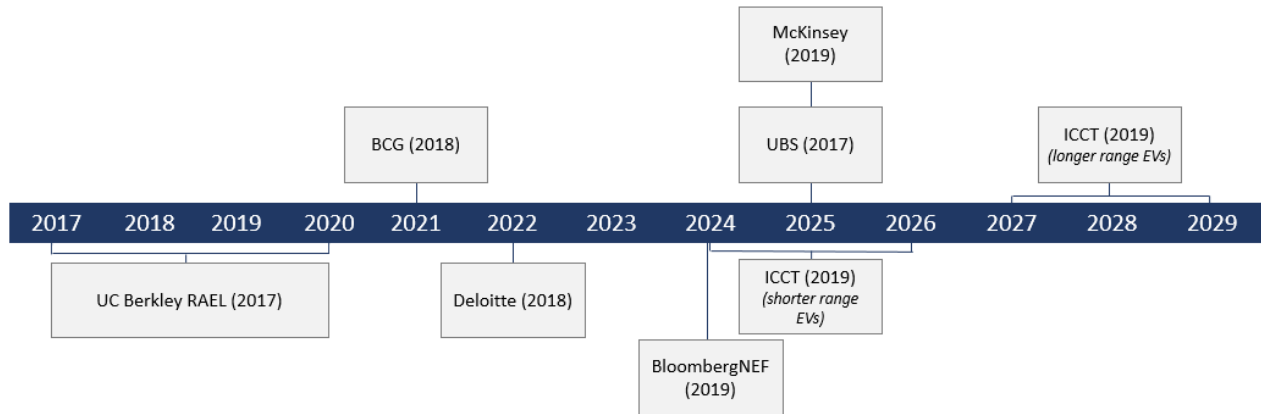 McKinsey
(2019)
BCG (2018)
UBS (2017)
ICCT (2019)
(longer range EVs)
2017 2018 2019 2020 2021 2022 2023 2024 2025 2026 2027 2028 2029
UC Berkley RAEL (2017)
Deloitte (2018)
ICCT (2019)
(shorter range
EVs)
BloombergNEF
(2019)